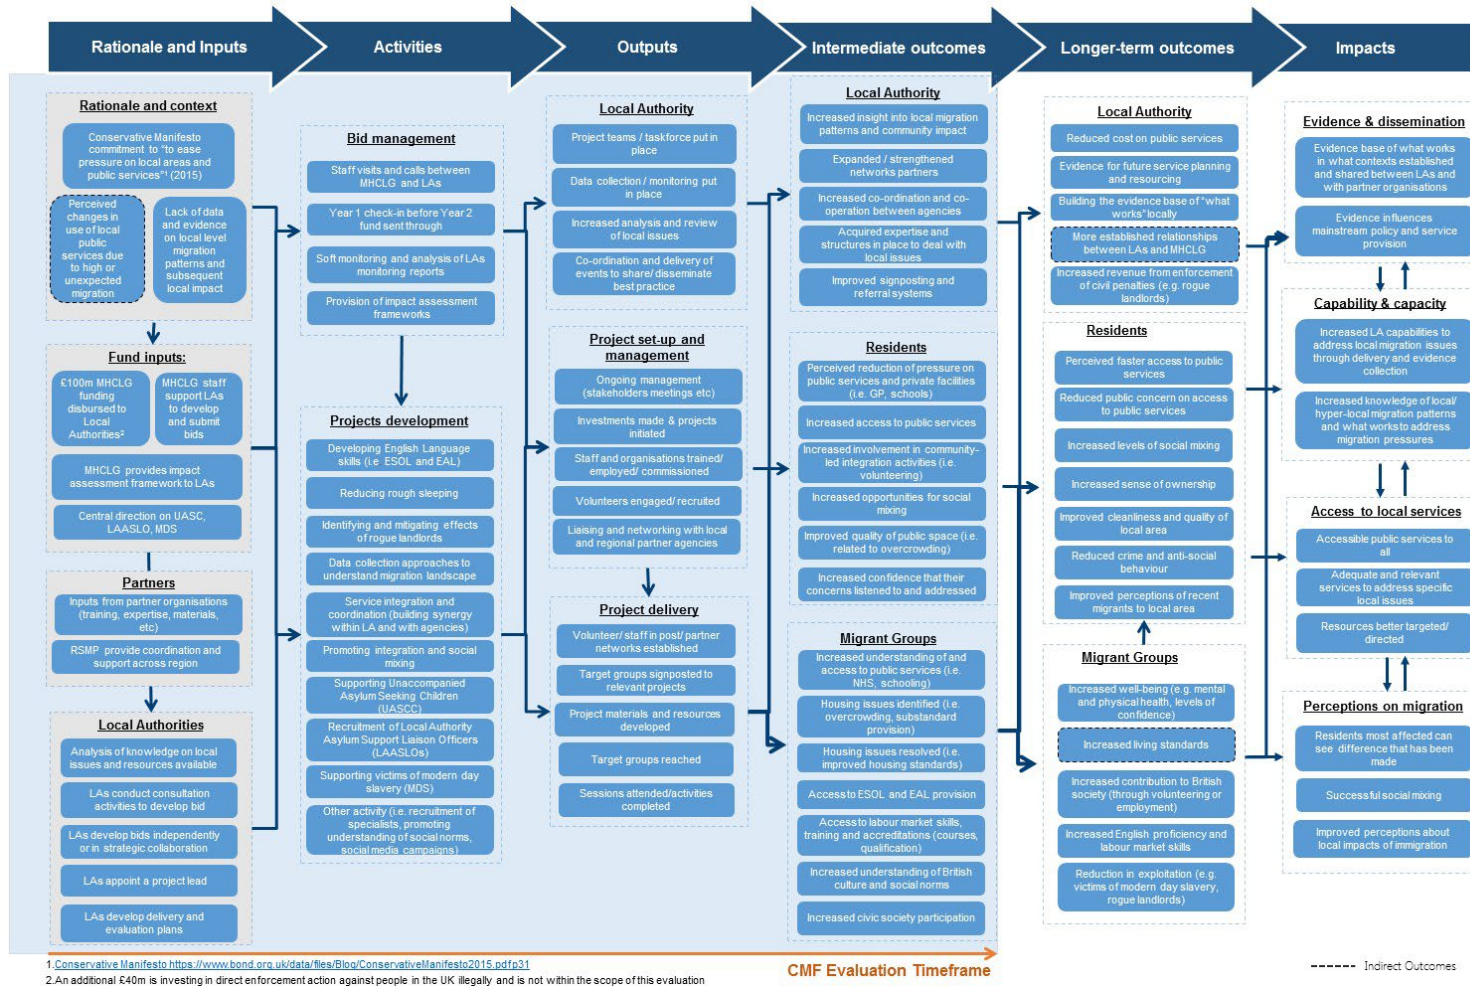 Rationale and Inputs
Activities
Outputs
Intermediate outcomes
Longer-term outcomes
Impacts
Rationale and context
Conservative Manifesto
commitment to "to ease
pressure on local areas and
public services"¹ (2015)
Perceived
changes in
use of local
public
services due
to high or
unexpected
migration
Lack of data
and evidence
on local level
migration
patterns and
subsequent
local impact
Fund inputs:
£100m MHCLG
funding
disbursed to
Local
Authorities²
MHCLG staff
support LAs
to develop
and submit
bids
MHCLG provides impact
assessment framework to LAs
Central direction on UASC,
LAASLO, MDS
Partners
Inputs from partner organisations
(training, expertise, materials,
etc)
RSMP provide coordination and
support across region
Local Authorities
Analysis of knowledge on local
issues and resources available
LAs conduct consultation
activities to develop bid
LAs develop bids independently
or in strategic collaboration
LAs appoint a project lead
LAs develop delivery and
evaluation plans
Bid management
Staff visits and calls between
MHCLG and LAs
Year 1 check-in before Year 2
fund sent through
Soft monitoring and analysis of LAs
monitoring reports
Provision of impact assessment
frameworks
Projects development
Developing English Language
skills (i.e ESOL and EAL)
Reducing rough sleeping
Identifying and mitigating effects
of rogue landlords
Data collection approaches to
understand migration landscape
Service integration and
coordination (building synergy
within LA and with agencies)
Promoting integration and social
mixing
Supporting Unaccompanied
Asylum Seeking Children
(UASCC)
Recruitment of Local Authority
Asylum Support Liaison Officers
(LAASLOs)
Supporting victims of modern day
slavery (MDS)
Other activity (i.e. recruitment of
specialists, promoting
understanding of social norms,
social media campaigns)
Local Authority
Project teams / taskforce put in
place
Data collection / monitoring put
in place
Increased analysis and review
of local issues
Co-ordination and delivery of
events to share/ disseminate
best practice
Project set-up and
management
Ongoing management
(stakeholders meetings etc)
Investments made & projects
initiated
Staff and organisations trained/
employed/ commissioned
Volunteers engaged/ recruited
Liaising and networking with local
and regional partner agencies
Project delivery
Volunteer/ staff in post/ partner
networks established
Target groups signposted to
relevant projects
Project materials and resources
developed
Target groups reached
Sessions attended/activities
completed
Local Authority
Increased insight into local migration
patterns and community impact
Expanded / strengthened
networks partners
Increased co-ordination and co-
operation between agencies
Acquired expertise and
structures in place to deal with
local issues
Improved signposting and
referral systems
Residents
Perceived reduction of pressure on
public services and private facilities
(i.e. GP, schools)
Increased access to public services
Increased involvement in community-
led integration activities (i.e.
volunteering)
Increased opportunities for social
mixing
Improved quality of public space (i.e.
related to overcrowding)
Increased confidence that their
concerns listened to and addressed
Migrant Groups
Increased understanding of and
access to public services (i.e.
NHS, schooling)
Housing issues identified (i.e.
overcrowding, substandard
provision)
Housing issues resolved (i.e.
improved housing standards)
Access to ESOL and EAL provision
Access to labour market skills,
training and accreditations (courses,
qualification)
Increased understanding of British
culture and social norms
Increased civic society participation
Local Authority
Reduced cost on public services
Evidence for future service planning
and resourcing
Building the evidence base of "what
works" locally
More established relationships
between LAs and MHCLG
Increased revenue from enforcement
of civil penalties (e.g. rogue
landlords)
Residents
Perceived faster access to public
services
Reduced public concern on access
to public services
Increased levels of social mixing
Increased sense of ownership
Improved cleanliness and quality of
local area
Reduced crime and anti-social
behaviour
Improved perceptions of recent
migrants to local area
Migrant Groups
Increased well-being (e.g. mental
and physical health, levels of
confidence)
Increased living standards
Increased contribution to British
society (through volunteering or
employment)
Increased English proficiency and
labour market skills
Reduction in exploitation (e.g.
victims of modern day slavery,
rogue landlords)
Evidence & dissemination
Evidence base of what works
in what contexts established
and shared between LAs and
with partner organisations
Evidence influences
mainstream policy and service
provision
Capability & capacity
Increased LA capabilities to
address local migration issues
through delivery and evidence
collection
Increased knowledge of local/
hyper-local migration patterns
and what works to address
migration pressures
Access to local services
Accessible public services to
all
Adequate and relevant
services to address specific
local issues
Resources better targeted/
directed
Perceptions on migration
Residents most affected can
see difference that has been
made
Successful social mixing
Improved perceptions about
local impacts of immigration
CMF Evaluation Timeframe
Indirect Outcomes
1.Conservative Manifesto https://www.bond.org.uk/data/files/Blog/ConservativeManifesto2015.pdfp31
2.An additional £40m is investing in direct enforcement action against people in the UK illegally and is not within the scope of this evaluation